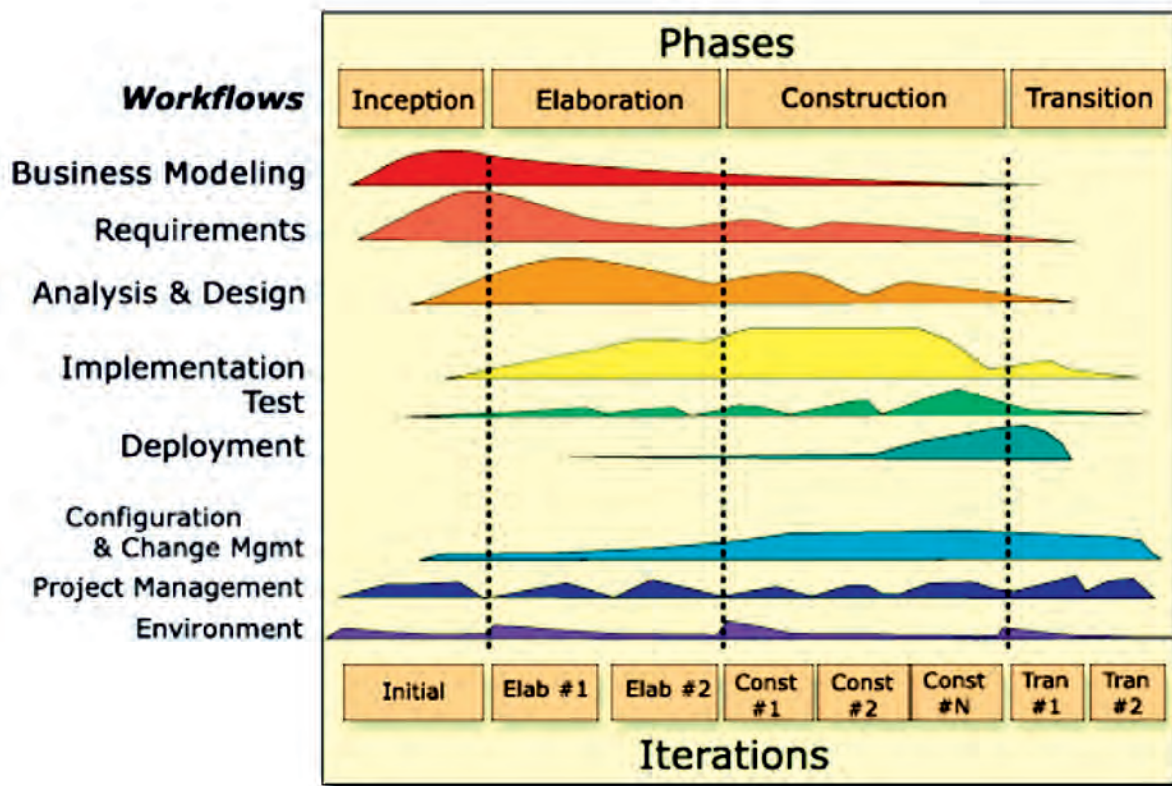 Phases
Workflows
Inception
Elaboration
Construction
Transition
Business Modeling
Requirements
Analysis & Design
Implementation
Test
Deployment
Configuration
& Change Mgmt
Project Management
Environment
Initial
Elab #1
Elab #2
Const
#1
Const
#2
Const
#N
Tran
#1
Tran
#2
Iterations